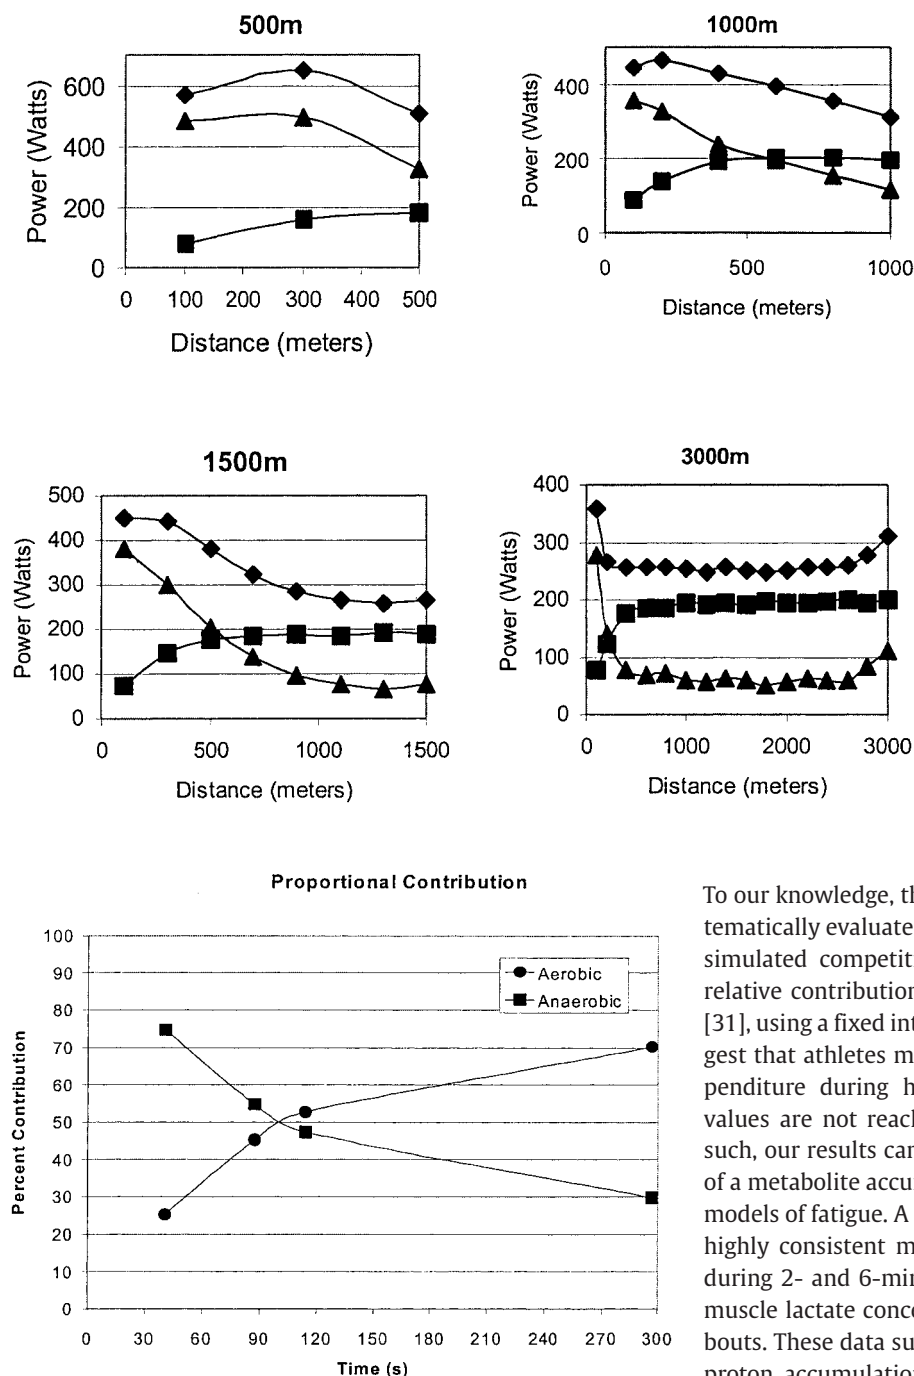 500m
Power (Watts)
600
400
200
0
0 100 200 300 400 500
Distance (meters)
1000m
Power (Watts)
400
200
0
0 500 1000
Distance (meters)
1500m
Power (Watts)
500
400
300
200
100
0
0 500 1000 1500
Distance (meters)
3000m
Power (Watts)
400
300
200
100
0
0 1000 2000 3000
Distance (meters)
Proportional Contribution
Percent Contribution
100
90
80
70
60
50
40
30
20
10
0
Aerobic
Anaerobic
0 30 60 90 120 150 180 210 240 270 300
Time (s)
To our knowledge, th
tematically evaluate
simulated competiti
relative contribution
[31], using a fixed int
gest that athletes m
penditure during h
values are not reach
such, our results can
of a metabolite accu
models of fatigue. A
highly consistent m
during 2- and 6-min
muscle lactate conce
bouts. These data su
proton accumulation